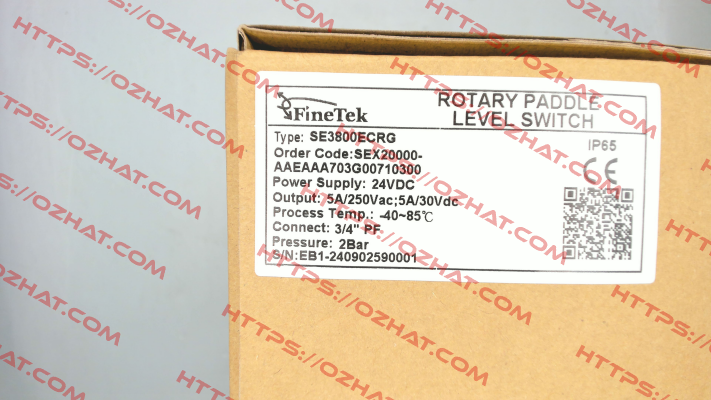 FineTek
ROTARY PADDLE
LEVEL SWITCH
Type: SE3800ECRG
IP65
Order Code:SEX20000-
AAEAAA703G00710300
CE
Power Supply: 24VDC
Output: 5A/250Vac;5A/30Vdc
Process Temp.: -40~85℃
Connect: 3/4" PF
Pressure: 2Bar
S/N:EB1-240902590001
HTTPS://OZHAT.COM